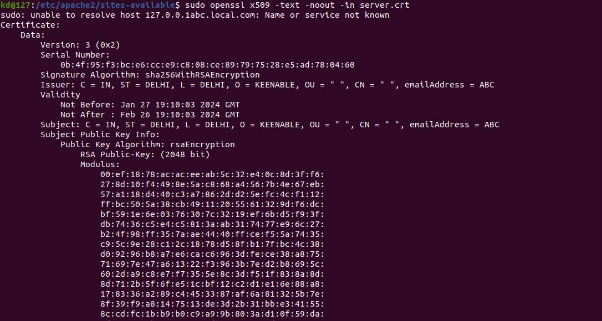 kd@127:/etc/apache2/sites-available$ sudo openssl x509 -text -noout -in server.crt
sudo: unable to resolve host 127.0.0.1abc.local.com: Name or service not known
Certificate:
Data:
Version: 3 (0x2)
Serial Number:
0b:4f:95:f3:bc:e6:cc:e9:c8:08:ce:89:79:75:28:e5:ad:78:04:60
Signature Algorithm: sha256WithRSAEncryption
Issuer: C = IN, ST = DELHI, L = DELHI, O = KEENABLE, OU = " ", CN = " ", emailAddress = ABC
Validity
Not Before: Jan 27 19:10:03 2024 GMT
Not After : Feb 26 19:10:03 2024 GMT
Subject: C = IN, ST = DELHI, L = DELHI, O = KEENABLE, OU = " ", CN = " ", emailAddress = ABC
Subject Public Key Info:
Public Key Algorithm: rsaEncryption
RSA Public-Key: (2048 bit)
Modulus:
00:ef:18:78:ac:ac:ee:ab:5c:32:e4:0c:8d:3f:f6:
27:8d:10:f4:49:8e:5a:c8:68:a4:56:7b:4e:67:eb:
57:a1:18:d4:40:c3:a7:86:2d:d2:5e:fc:4c:f1:12:
ff:bc:50:5a:38:cb:49:11:20:55:61:32:9d:f6:dc:
bf:59:1e:6e:03:76:30:7c:32:19:ef:6b:d5:f9:3f:
db:74:36:c5:e4:c5:81:3a:ab:31:74:77:e9:6c:27:
b2:4f:98:ff:35:7a:ae:44:40:ff:ce:f5:5a:74:35:
c9:5c:9e:28:c1:2c:18:78:d5:8f:b1:7f:bc:4c:38:
d0:92:96:b8:a7:e6:ca:c6:96:3d:fe:ce:38:a8:75:
71:69:7e:47:a6:13:22:f3:96:3b:7e:d2:b8:69:5c:
60:2d:a9:c8:e7:f7:35:5e:8c:3d:f5:1f:83:8a:8d:
8d:71:2b:5f:6f:e5:1c:bf:12:c2:d1:e1:6e:88:a8:
17:83:36:a2:89:c4:45:33:87:af:6a:81:32:5b:7e:
8f:39:f9:a8:14:75:13:de:3d:2b:31:bb:e3:41:55:
8c:cd:fc:1b:b9:b0:c9:a9:9b:80:3a:d1:0f:59:da: